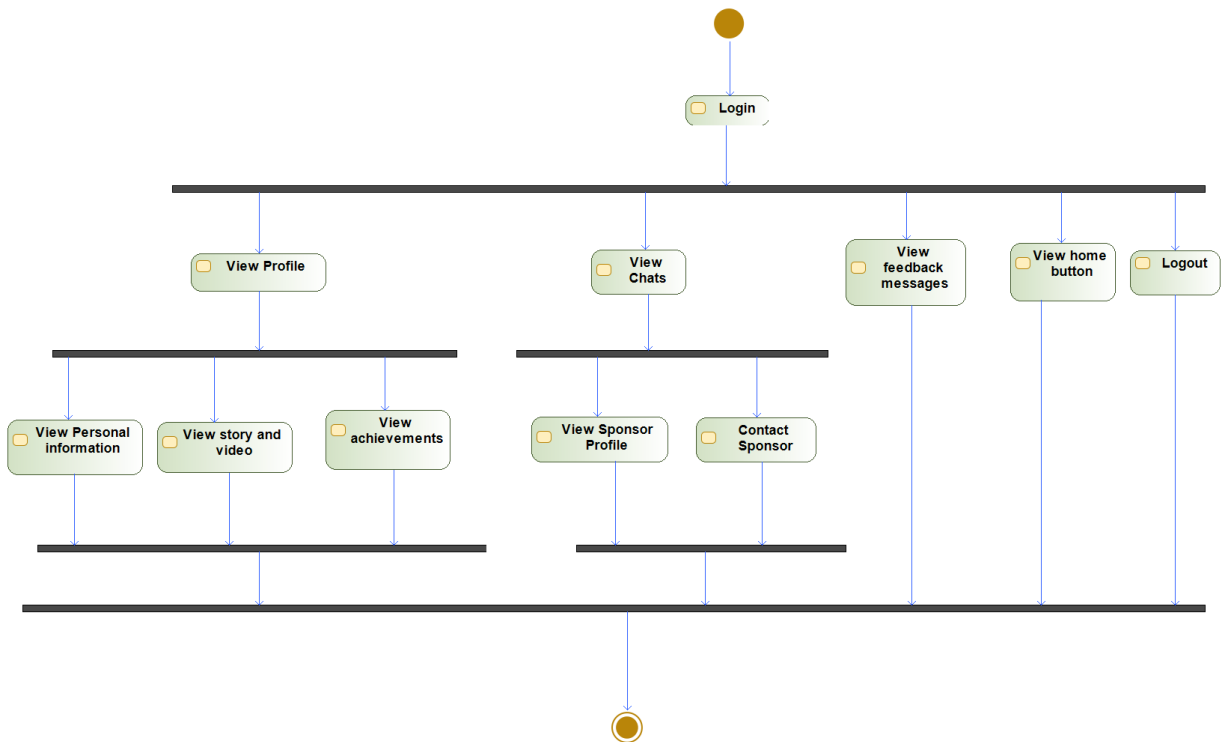 Login
View Profile
View
Chats
View
feedback
messages
View home
button
Logout
View Personal
information
View story and
video
View
achievements
View Sponsor
Profile
Contact
Sponsor